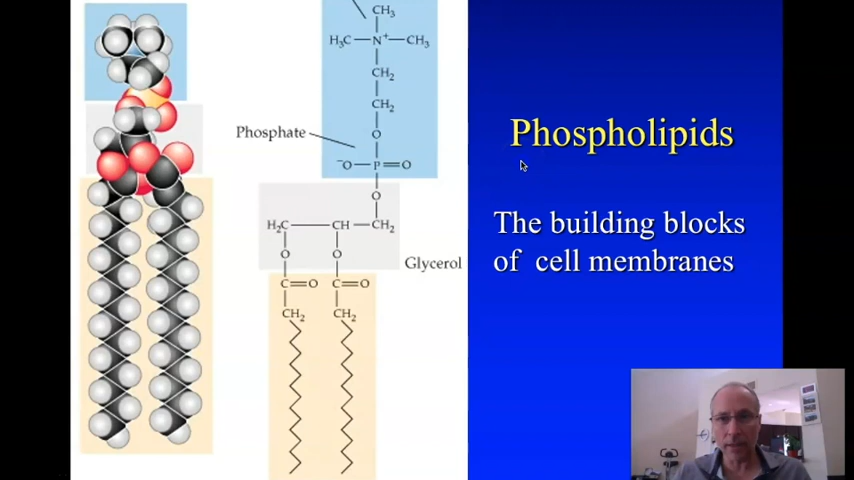 CH₃
H₃C—N⁺—CH₃
CH₂
CH₂
O
Phosphate
⁻O—P=O
O
H₂C—CH—CH₂
O O
Glycerol
C=O C=O
CH₂ CH₂
Phospholipids
The building blocks
of cell membranes